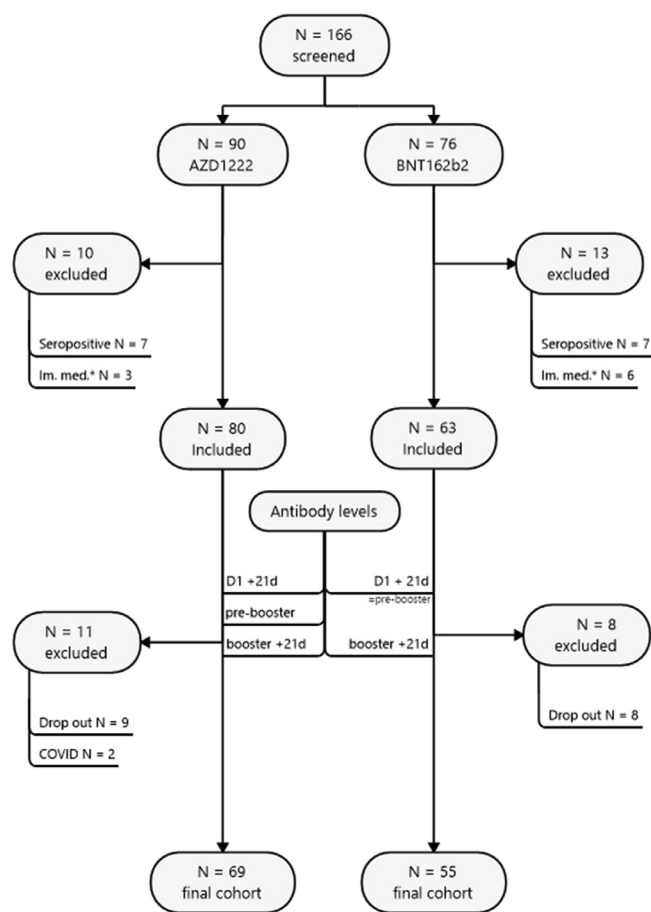 N = 166
screened
N = 90
AZD1222
N = 76
BNT162b2
N = 10
excluded
N = 13
excluded
Seropositive N = 7
Im. med.* N = 3
Seropositive N = 7
Im. med.* N = 6
N = 80
Included
N = 63
Included
Antibody levels
D1 +21d
D1 + 21d
=pre-booster
pre-booster
booster +21d
booster +21d
N = 11
excluded
N = 8
excluded
Drop out N = 9
COVID N = 2
Drop out N = 8
N = 69
final cohort
N = 55
final cohort